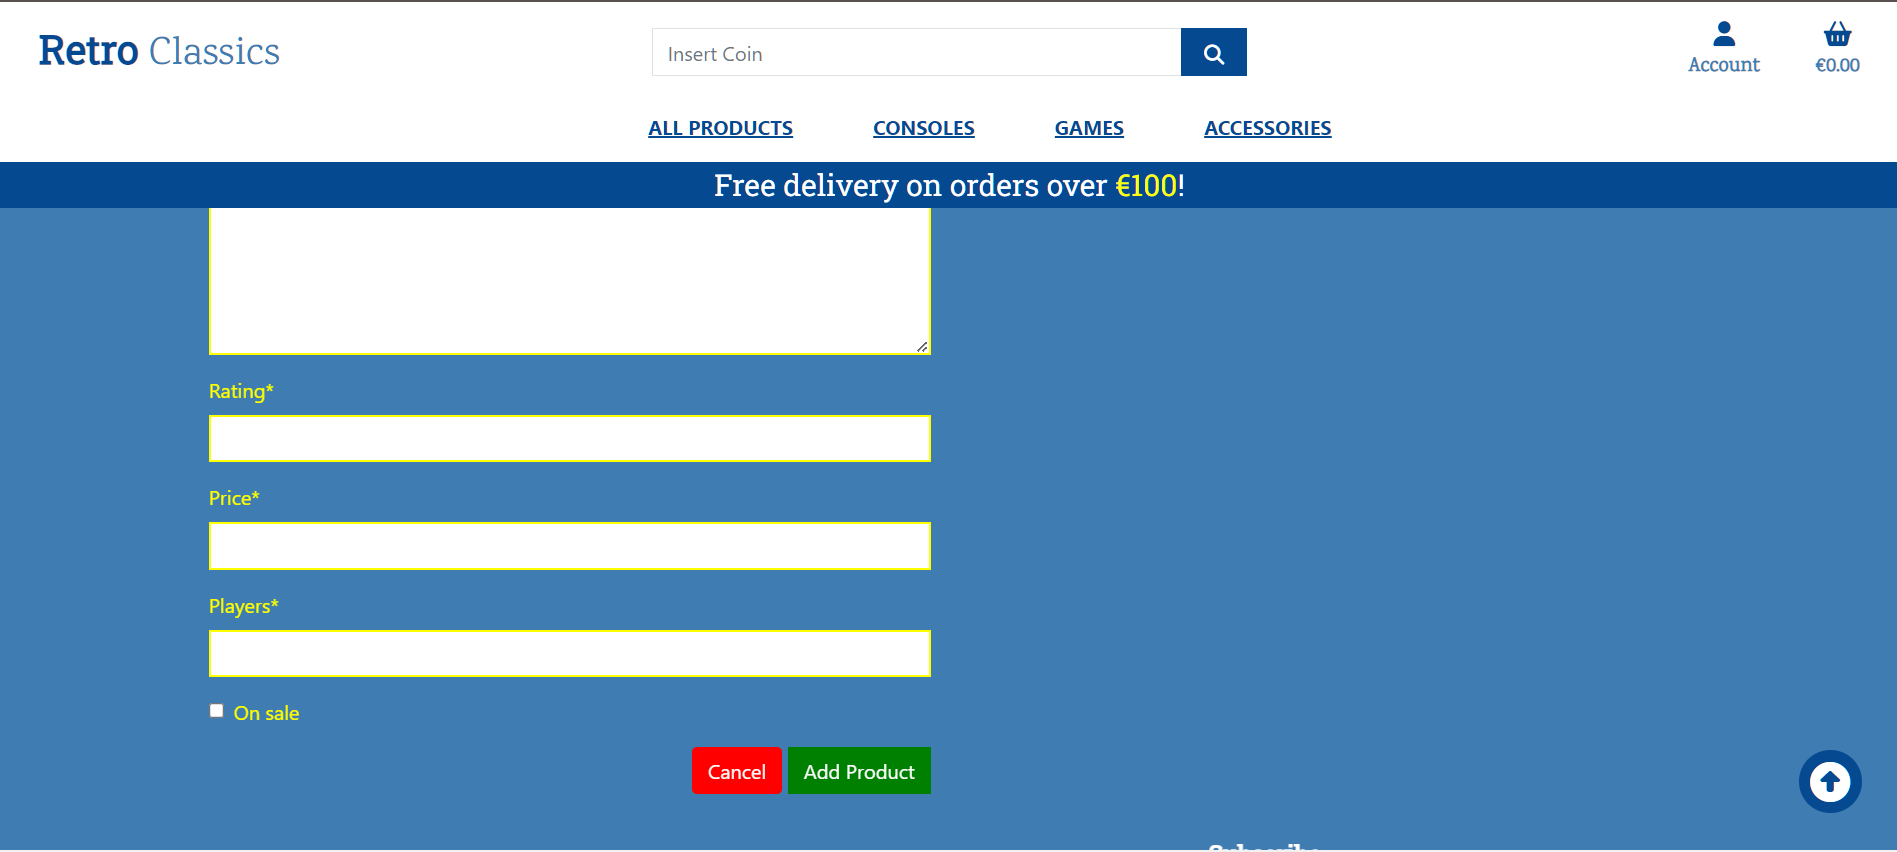 Retro Classics
Insert Coin
Account
€0.00
ALL PRODUCTS CONSOLES GAMES ACCESSORIES
Free delivery on orders over €100!
Rating*
Price*
Players*
On sale
Cancel Add Product
Subscribe